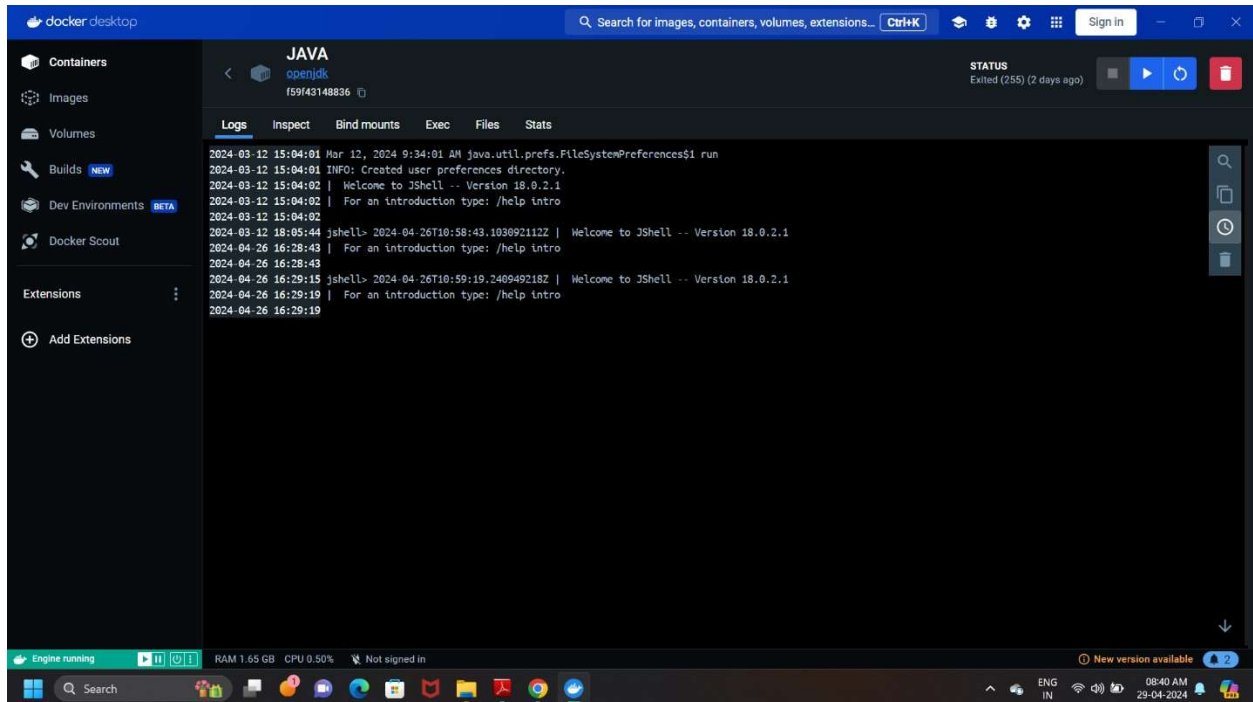 docker desktop
Search for images, containers, volumes, extensions... Ctrl+K
Sign in
Containers
Images
Volumes
Builds NEW
Dev Environments BETA
Docker Scout
Extensions
Add Extensions
JAVA
openjdk
f59f43148836
STATUS
Exited (255) (2 days ago)
Logs Inspect Bind mounts Exec Files Stats
2024-03-12 15:04:01 Mar 12, 2024 9:34:01 AM java.util.prefs.FileSystemPreferences$1 run
2024-03-12 15:04:01 INFO: Created user preferences directory.
2024-03-12 15:04:02 | Welcome to JShell -- Version 18.0.2.1
2024-03-12 15:04:02 | For an introduction type: /help intro
2024-03-12 15:04:02
2024-03-12 18:05:44 jshell> 2024-04-26T10:58:43.103092112Z | Welcome to JShell -- Version 18.0.2.1
2024-04-26 16:28:43 | For an introduction type: /help intro
2024-04-26 16:28:43
2024-04-26 16:29:15 jshell> 2024-04-26T10:59:19.240949218Z | Welcome to JShell -- Version 18.0.2.1
2024-04-26 16:29:19 | For an introduction type: /help intro
2024-04-26 16:29:19
Engine running
RAM 1.65 GB CPU 0.50% Not signed in
New version available 2
Search
1
ENG
IN
08:40 AM
29-04-2024